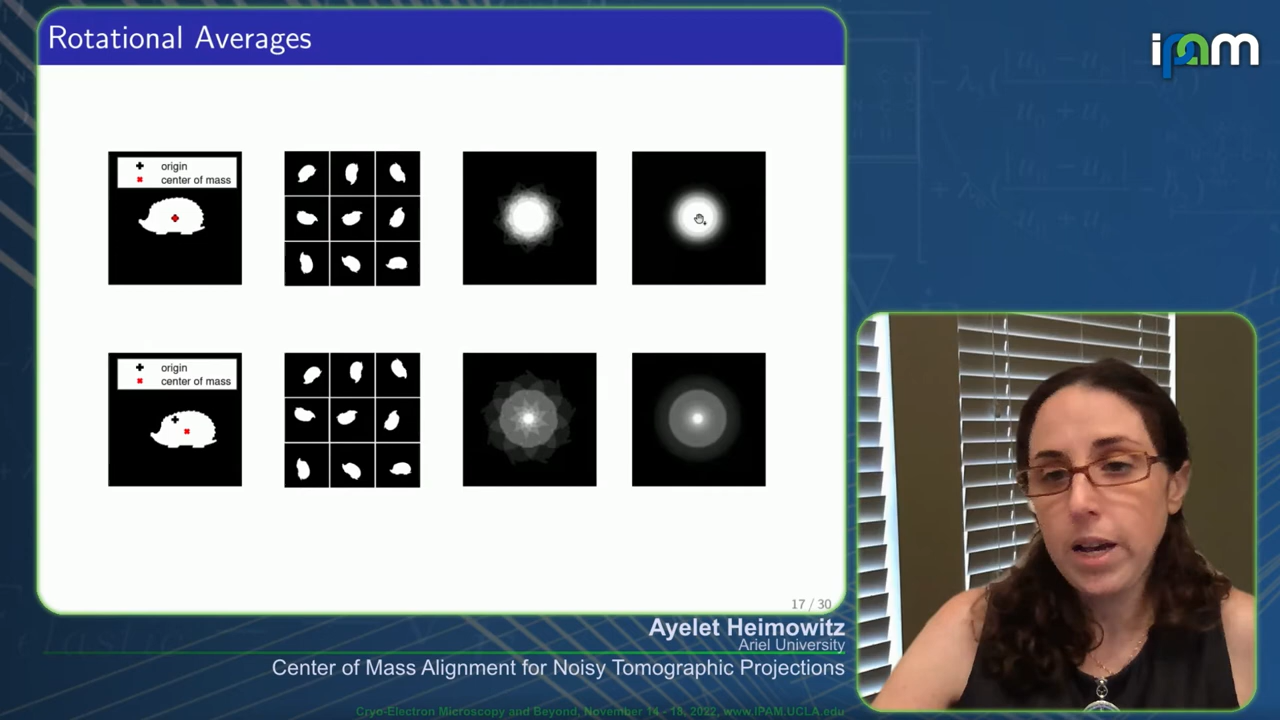 Rotational Averages
ipam
origin
center of mass
origin
center of mass
17 / 30
Ayelet Heimowitz
Ariel University
Center of Mass Alignment for Noisy Tomographic Projections
Cryo-Electron Microscopy and Beyond, November 14 - 18, 2022, www.IPAM.UCLA.edu